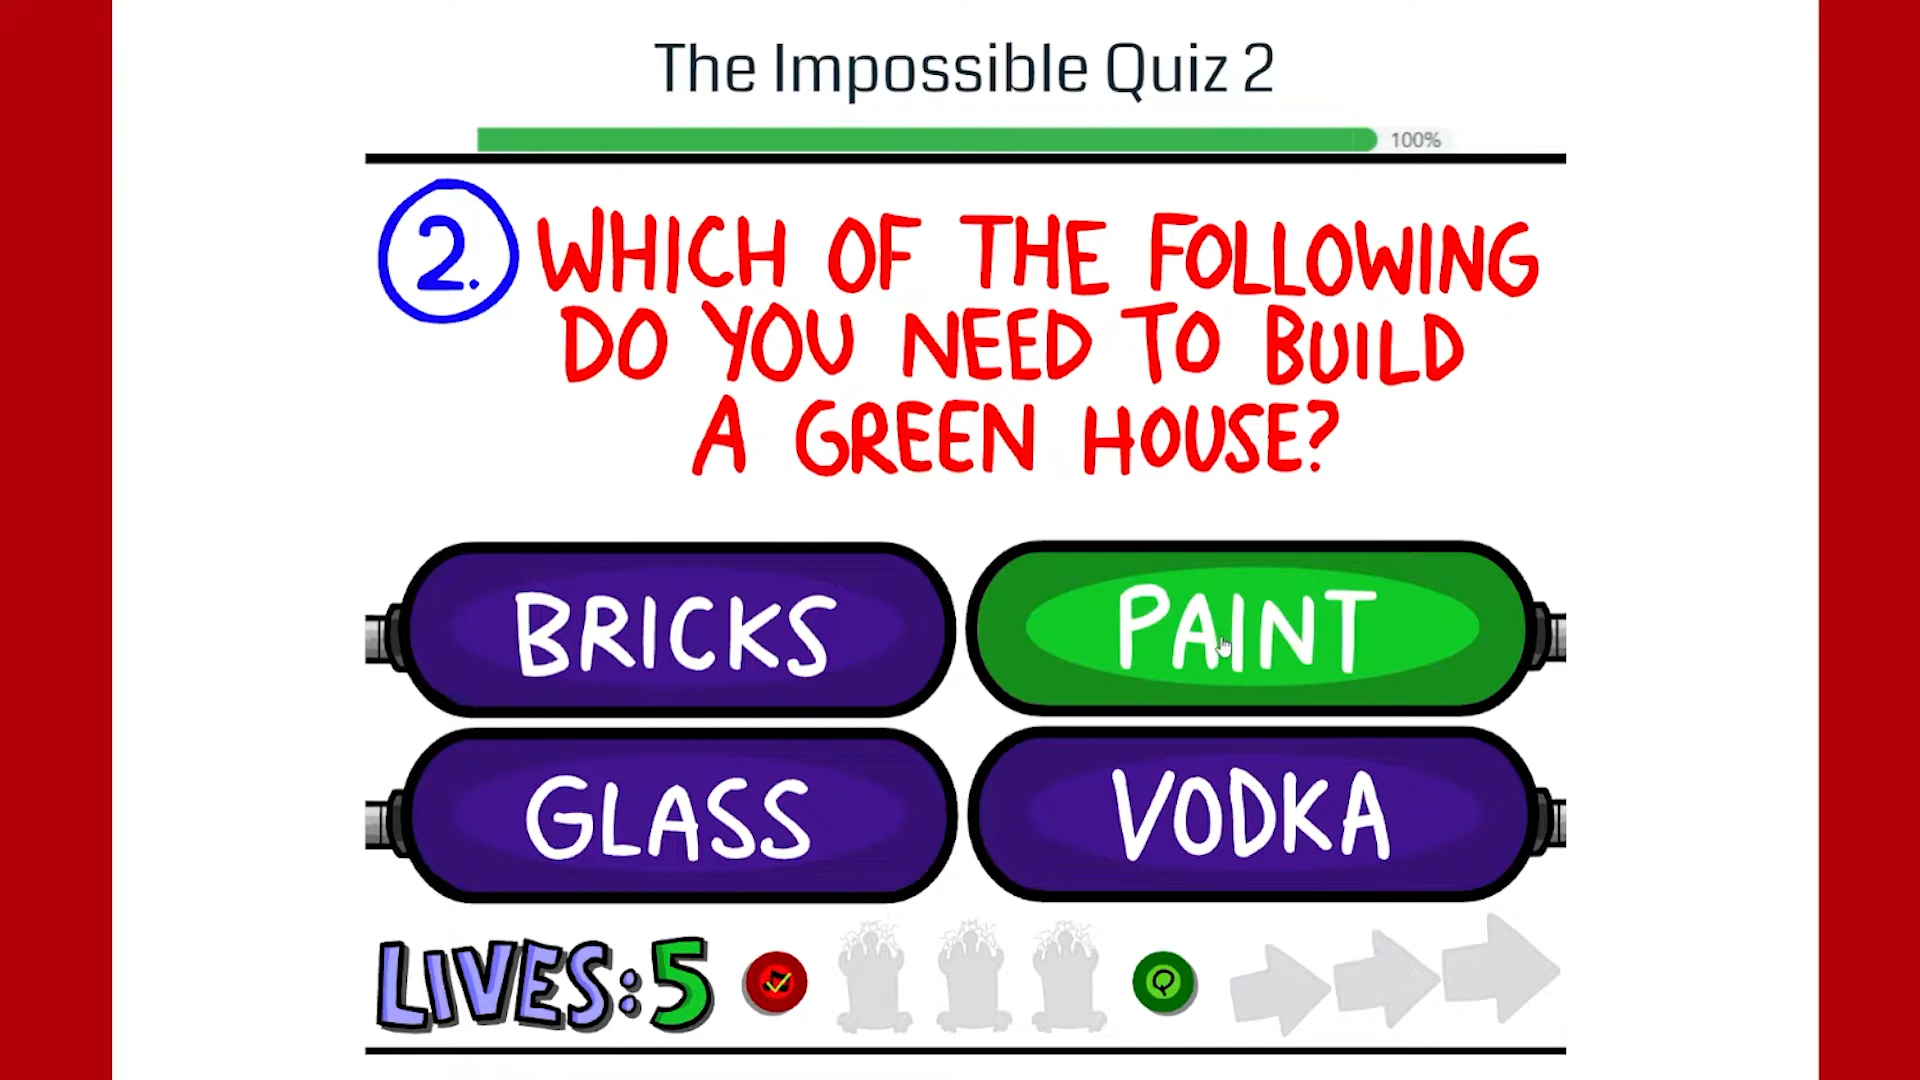 The Impossible Quiz 2
100%
2. WHICH OF THE FOLLOWING
DO YOU NEED TO BUILD
A GREEN HOUSE?
BRICKS
PAINT
GLASS
VODKA
LIVES:5
Q